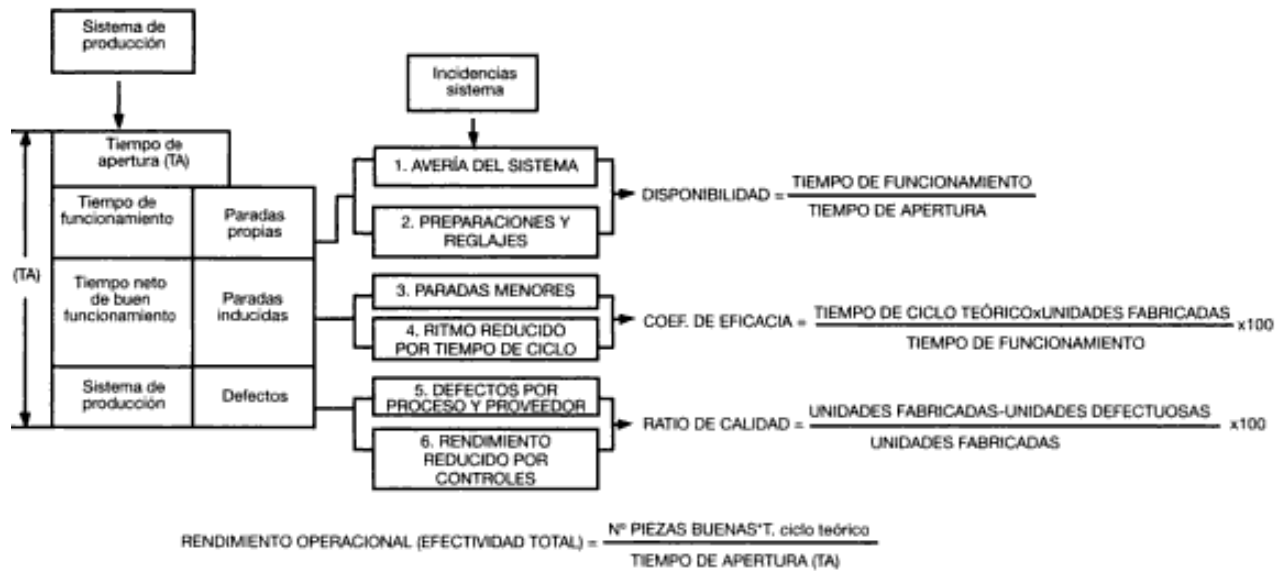 Sistema de
producción
Incidencias
sistema
Tiempo de
apertura (TA)
(TA)
Tiempo de
funcionamiento
Paradas
propias
Tiempo neto
de buen
funcionamiento
Paradas
inducidas
Sistema de
producción
Defectos
1. AVERÍA DEL SISTEMA
2. PREPARACIONES Y
REGLAJES
DISPONIBILIDAD = TIEMPO DE FUNCIONAMIENTO
TIEMPO DE APERTURA
3. PARADAS MENORES
4. RITMO REDUCIDO
POR TIEMPO DE CICLO
COEF. DE EFICACIA = TIEMPO DE CICLO TEÓRICOxUNIDADES FABRICADAS x100
TIEMPO DE FUNCIONAMIENTO
5. DEFECTOS POR
PROCESO Y PROVEEDOR
6. RENDIMIENTO
REDUCIDO POR
CONTROLES
RATIO DE CALIDAD = UNIDADES FABRICADAS-UNIDADES DEFECTUOSAS x100
UNIDADES FABRICADAS
RENDIMIENTO OPERACIONAL (EFECTIVIDAD TOTAL) = Nº PIEZAS BUENAS*T. ciclo teórico
TIEMPO DE APERTURA (TA)